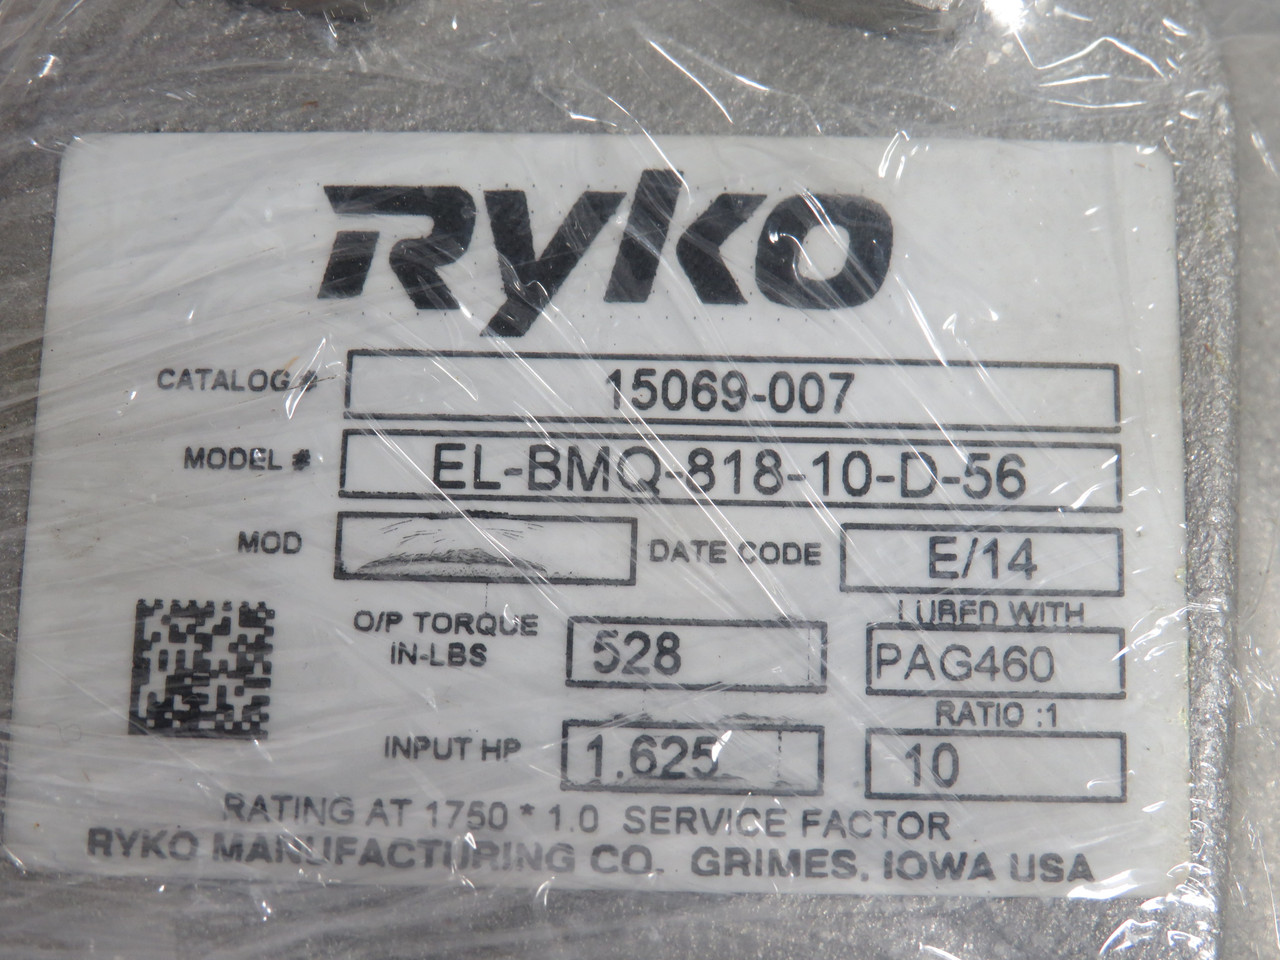 RYKO
CATALOG # 15069-007
MODEL # EL-BMQ-818-10-D-56
MOD DATE CODE E/14
O/P TORQUE IN-LBS 528
LUBED WITH PAG460
INPUT HP 1.625
RATIO :1 10
RATING AT 1750 * 1.0 SERVICE FACTOR
RYKO MANUFACTURING CO. GRIMES, IOWA USA